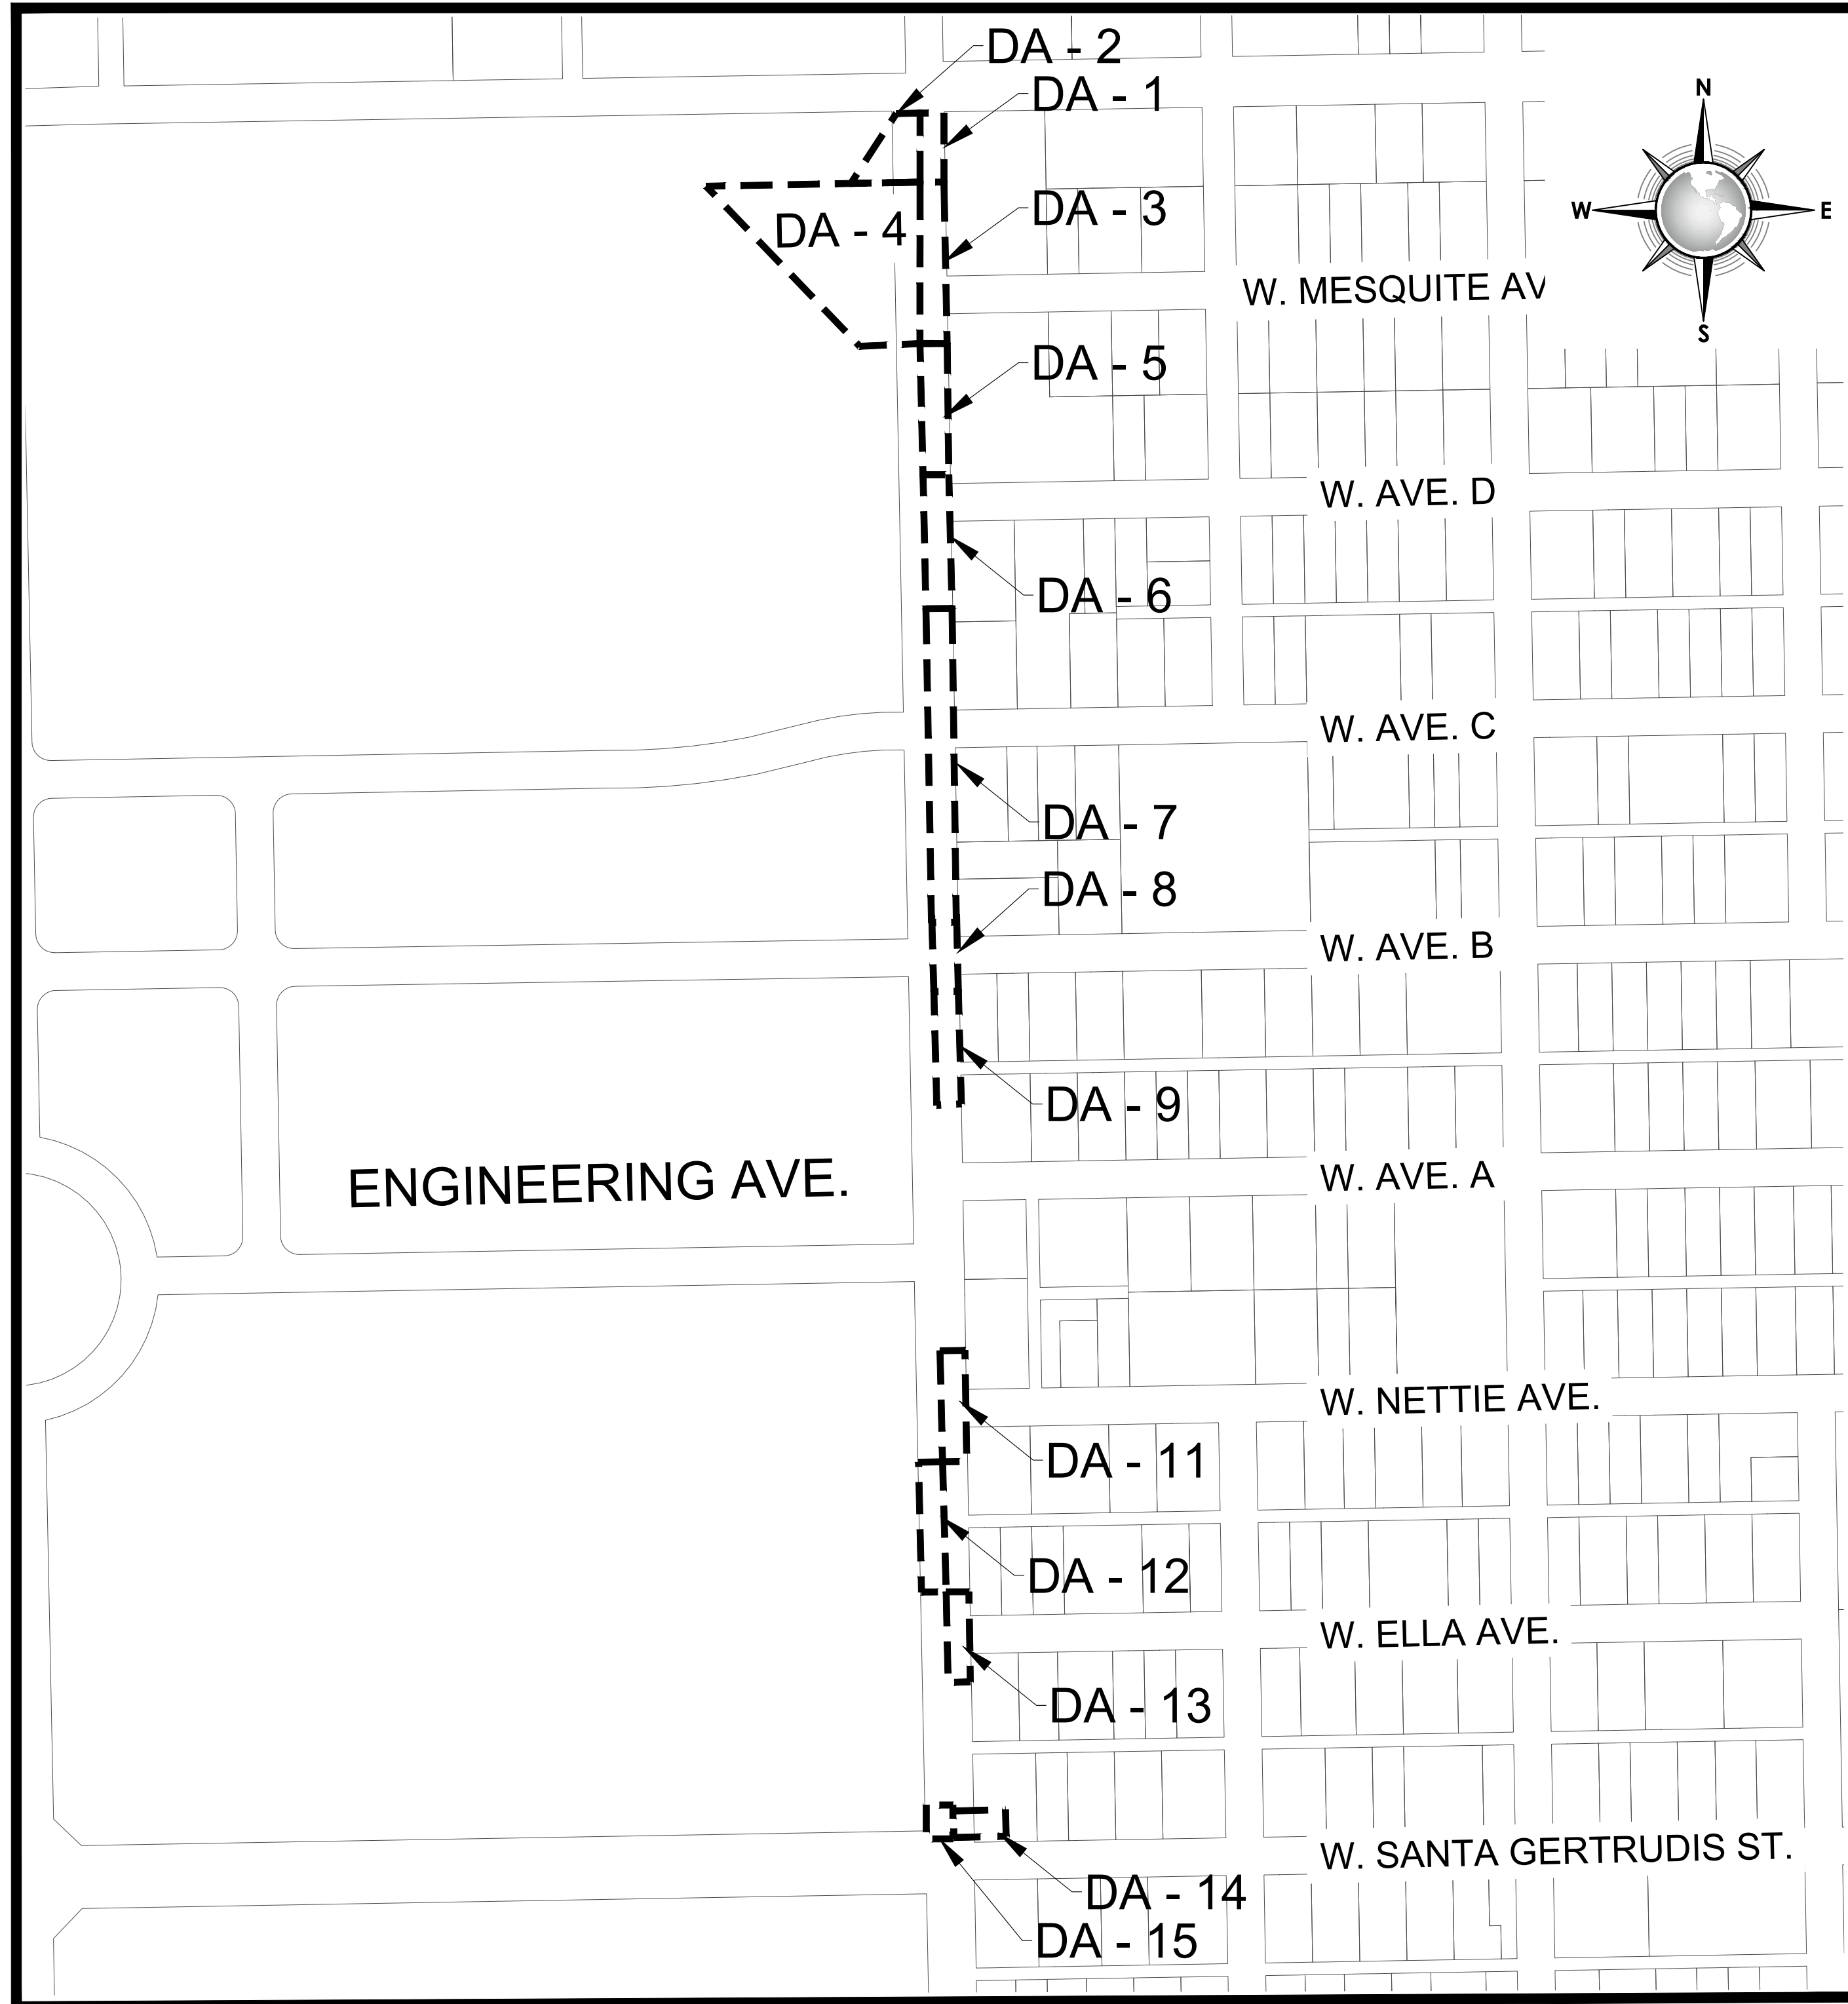 DA - 2
DA - 1
N
DA - 3
W
E
DA - 4
W. MESQUITE AV
S
DA - 5
W. AVE. D
DA - 6
W. AVE. C
DA - 7
DA - 8
W. AVE. B
DA - 9
ENGINEERING AVE.
W. AVE. A
W. NETTIE AVE.
DA - 11
DA - 12
W. ELLA AVE.
DA - 13
W. SANTA GERTRUDIS ST.
DA - 14
DA - 15